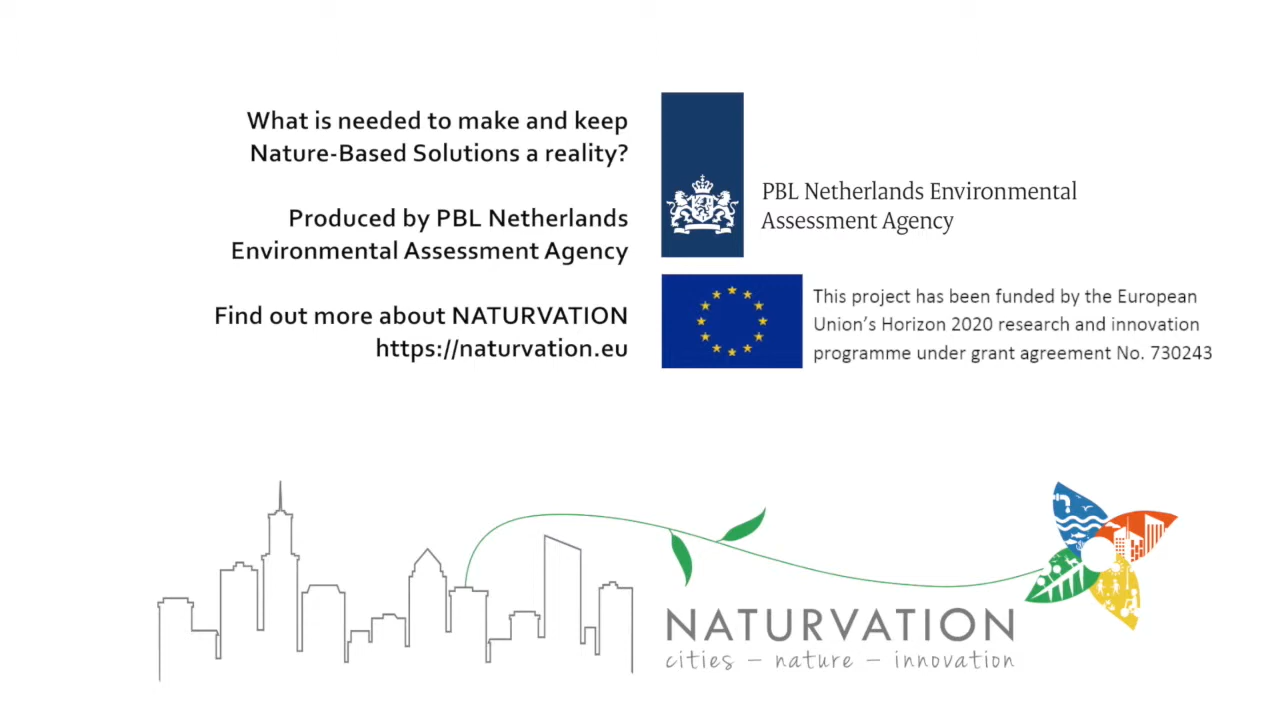 What is needed to make and keep
Nature-Based Solutions a reality?
Produced by PBL Netherlands
Environmental Assessment Agency
Find out more about NATURVATION
https://naturvation.eu
PBL Netherlands Environmental
Assessment Agency
This project has been funded by the European
Union’s Horizon 2020 research and innovation
programme under grant agreement No. 730243
NATURVATION
cities – nature – innovation